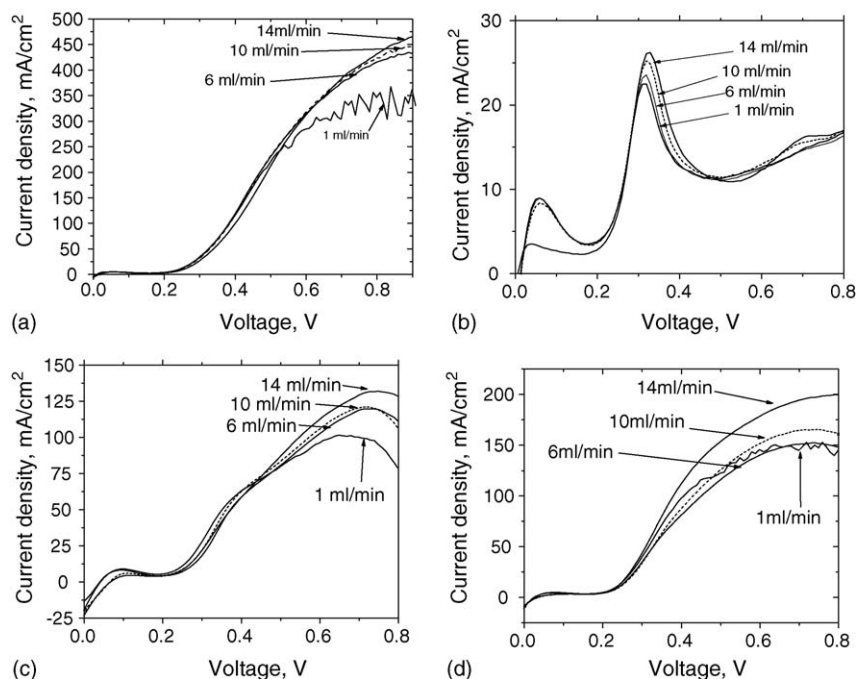 14ml/min
10 ml/min
6 ml/min
1 ml/min
Current density, mA/cm²
500
450
400
350
300
250
200
150
100
50
0
0.0 0.2 0.4 0.6 0.8
Voltage, V
(a)
14 ml/min
10 ml/min
6 ml/min
1 ml/min
Current density, mA/cm²
30
20
10
0
0.0 0.2 0.4 0.6 0.8
Voltage, V
(b)
14 ml/min
10 ml/min
6 ml/min
1 ml/min
Current density, mA/cm²
150
125
100
75
50
25
0
-25
0.0 0.2 0.4 0.6 0.8
Voltage, V
(c)
14ml/min
10ml/min
6ml/min
1ml/min
Current density, mA/cm²
200
150
100
50
0
0.0 0.2 0.4 0.6 0.8
Voltage, V
(d)